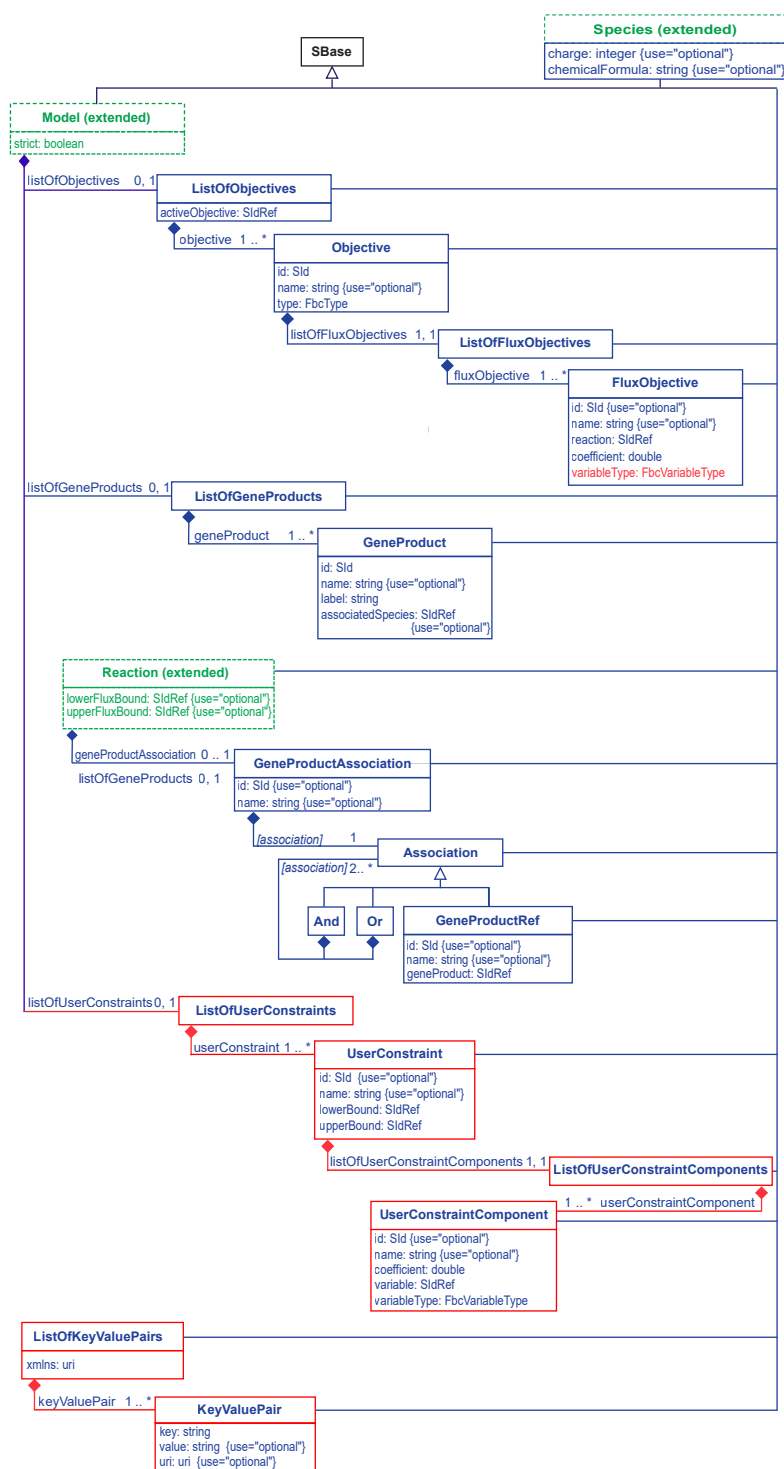 Species (extended)
charge: integer {use="optional"}
chemicalFormula: string {use="optional"}
SBase
Model (extended)
strict: boolean
listOfObjectives 0, 1
ListOfObjectives
activeObjective: SIdRef
objective 1 .. *
Objective
id: SId
name: string {use="optional"}
type: FbcType
listOfFluxObjectives 1, 1
ListOfFluxObjectives
fluxObjective 1 .. *
FluxObjective
id: SId {use="optional"}
name: string {use="optional"}
reaction: SIdRef
coefficient: double
variableType: FbcVariableType
listOfGeneProducts 0, 1
ListOfGeneProducts
geneProduct 1 .. *
GeneProduct
id: SId
name: string {use="optional"}
label: string
associatedSpecies: SIdRef
{use="optional"}
Reaction (extended)
lowerFluxBound: SIdRef {use="optional"}
upperFluxBound: SIdRef {use="optional"}
geneProductAssociation 0 .. 1
listOfGeneProducts 0, 1
GeneProductAssociation
id: SId {use="optional"}
name: string {use="optional"}
[association] 1
Association
[association] 2.. *
And
Or
GeneProductRef
id: SId {use="optional"}
name: string {use="optional"}
geneProduct: SIdRef
listOfUserConstraints 0, 1
ListOfUserConstraints
userConstraint 1 .. *
UserConstraint
id: SId {use="optional"}
name: string {use="optional"}
lowerBound: SIdRef
upperBound: SIdRef
listOfUserConstraintComponents 1, 1
ListOfUserConstraintComponents
1 .. * userConstraintComponent
UserConstraintComponent
id: SId {use="optional"}
name: string {use="optional"}
coefficient: double
variable: SIdRef
variableType: FbcVariableType
ListOfKeyValuePairs
xmlns: uri
keyValuePair 1 .. *
KeyValuePair
key: string
value: string {use="optional"}
uri: uri {use="optional"}